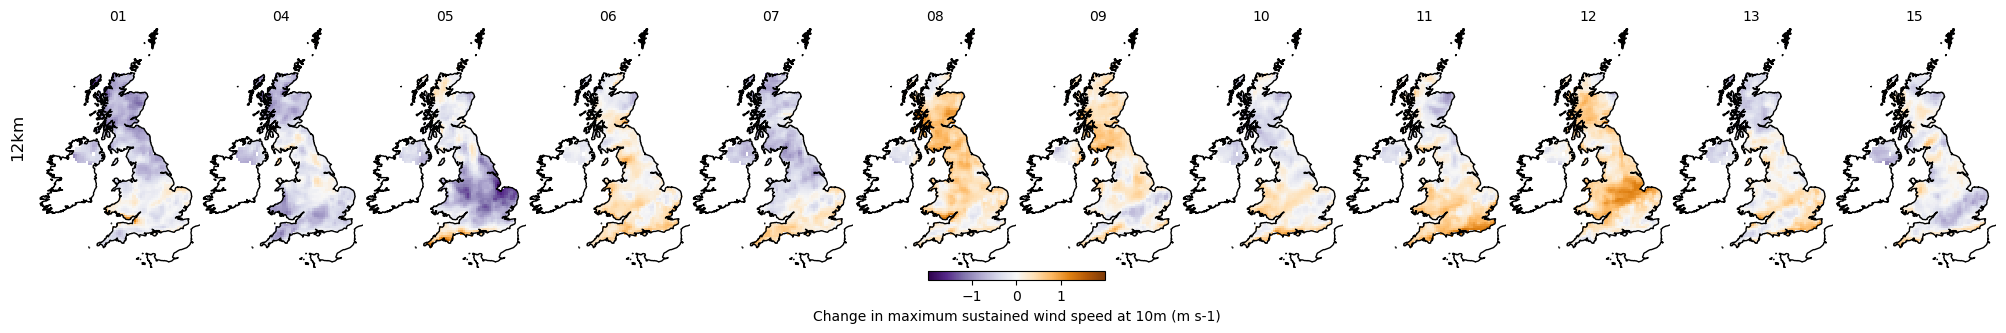 01 04 05 06 07 08 09 10 11 12 13 15
12km
−1 0 1
Change in maximum sustained wind speed at 10m (m s-1)